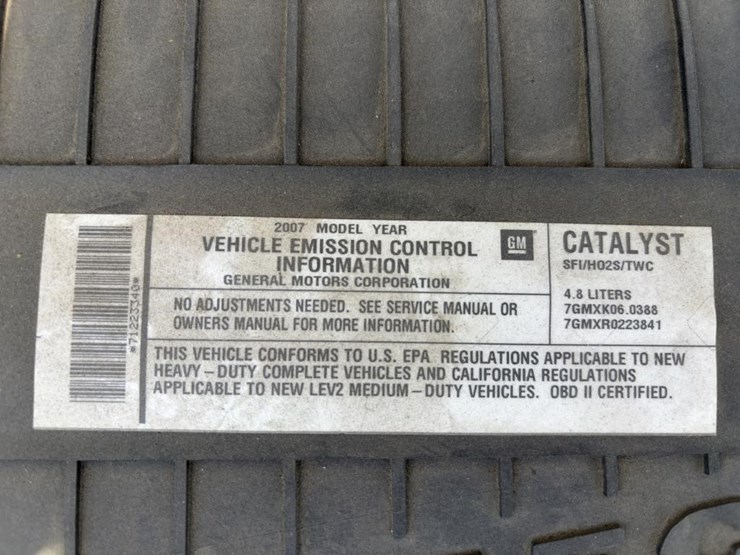 *71223340*
2007 MODEL YEAR
VEHICLE EMISSION CONTROL
INFORMATION
GENERAL MOTORS CORPORATION
GM
NO ADJUSTMENTS NEEDED. SEE SERVICE MANUAL OR
OWNERS MANUAL FOR MORE INFORMATION.
CATALYST
SFI/HO2S/TWC
4.8 LITERS
7GMXK06.0388
7GMXR0223841
THIS VEHICLE CONFORMS TO U.S. EPA REGULATIONS APPLICABLE TO NEW
HEAVY-DUTY COMPLETE VEHICLES AND CALIFORNIA REGULATIONS
APPLICABLE TO NEW LEV2 MEDIUM-DUTY VEHICLES. OBD II CERTIFIED.